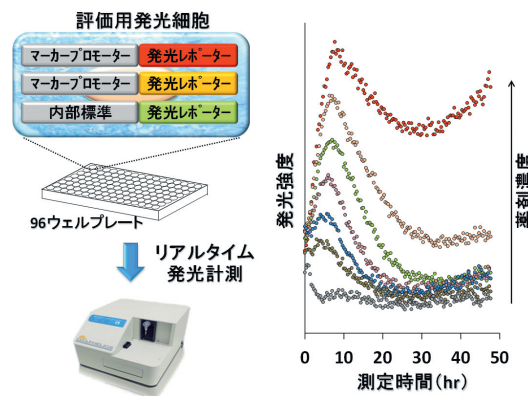 評価用発光細胞
マーカープロモーター 発光レポーター
マーカープロモーター 発光レポーター
内部標準 発光レポーター
96ウェルプレート
リアルタイム
発光計測
発光強度
薬剤濃度
0 10 20 30 40 50
測定時間(hr)